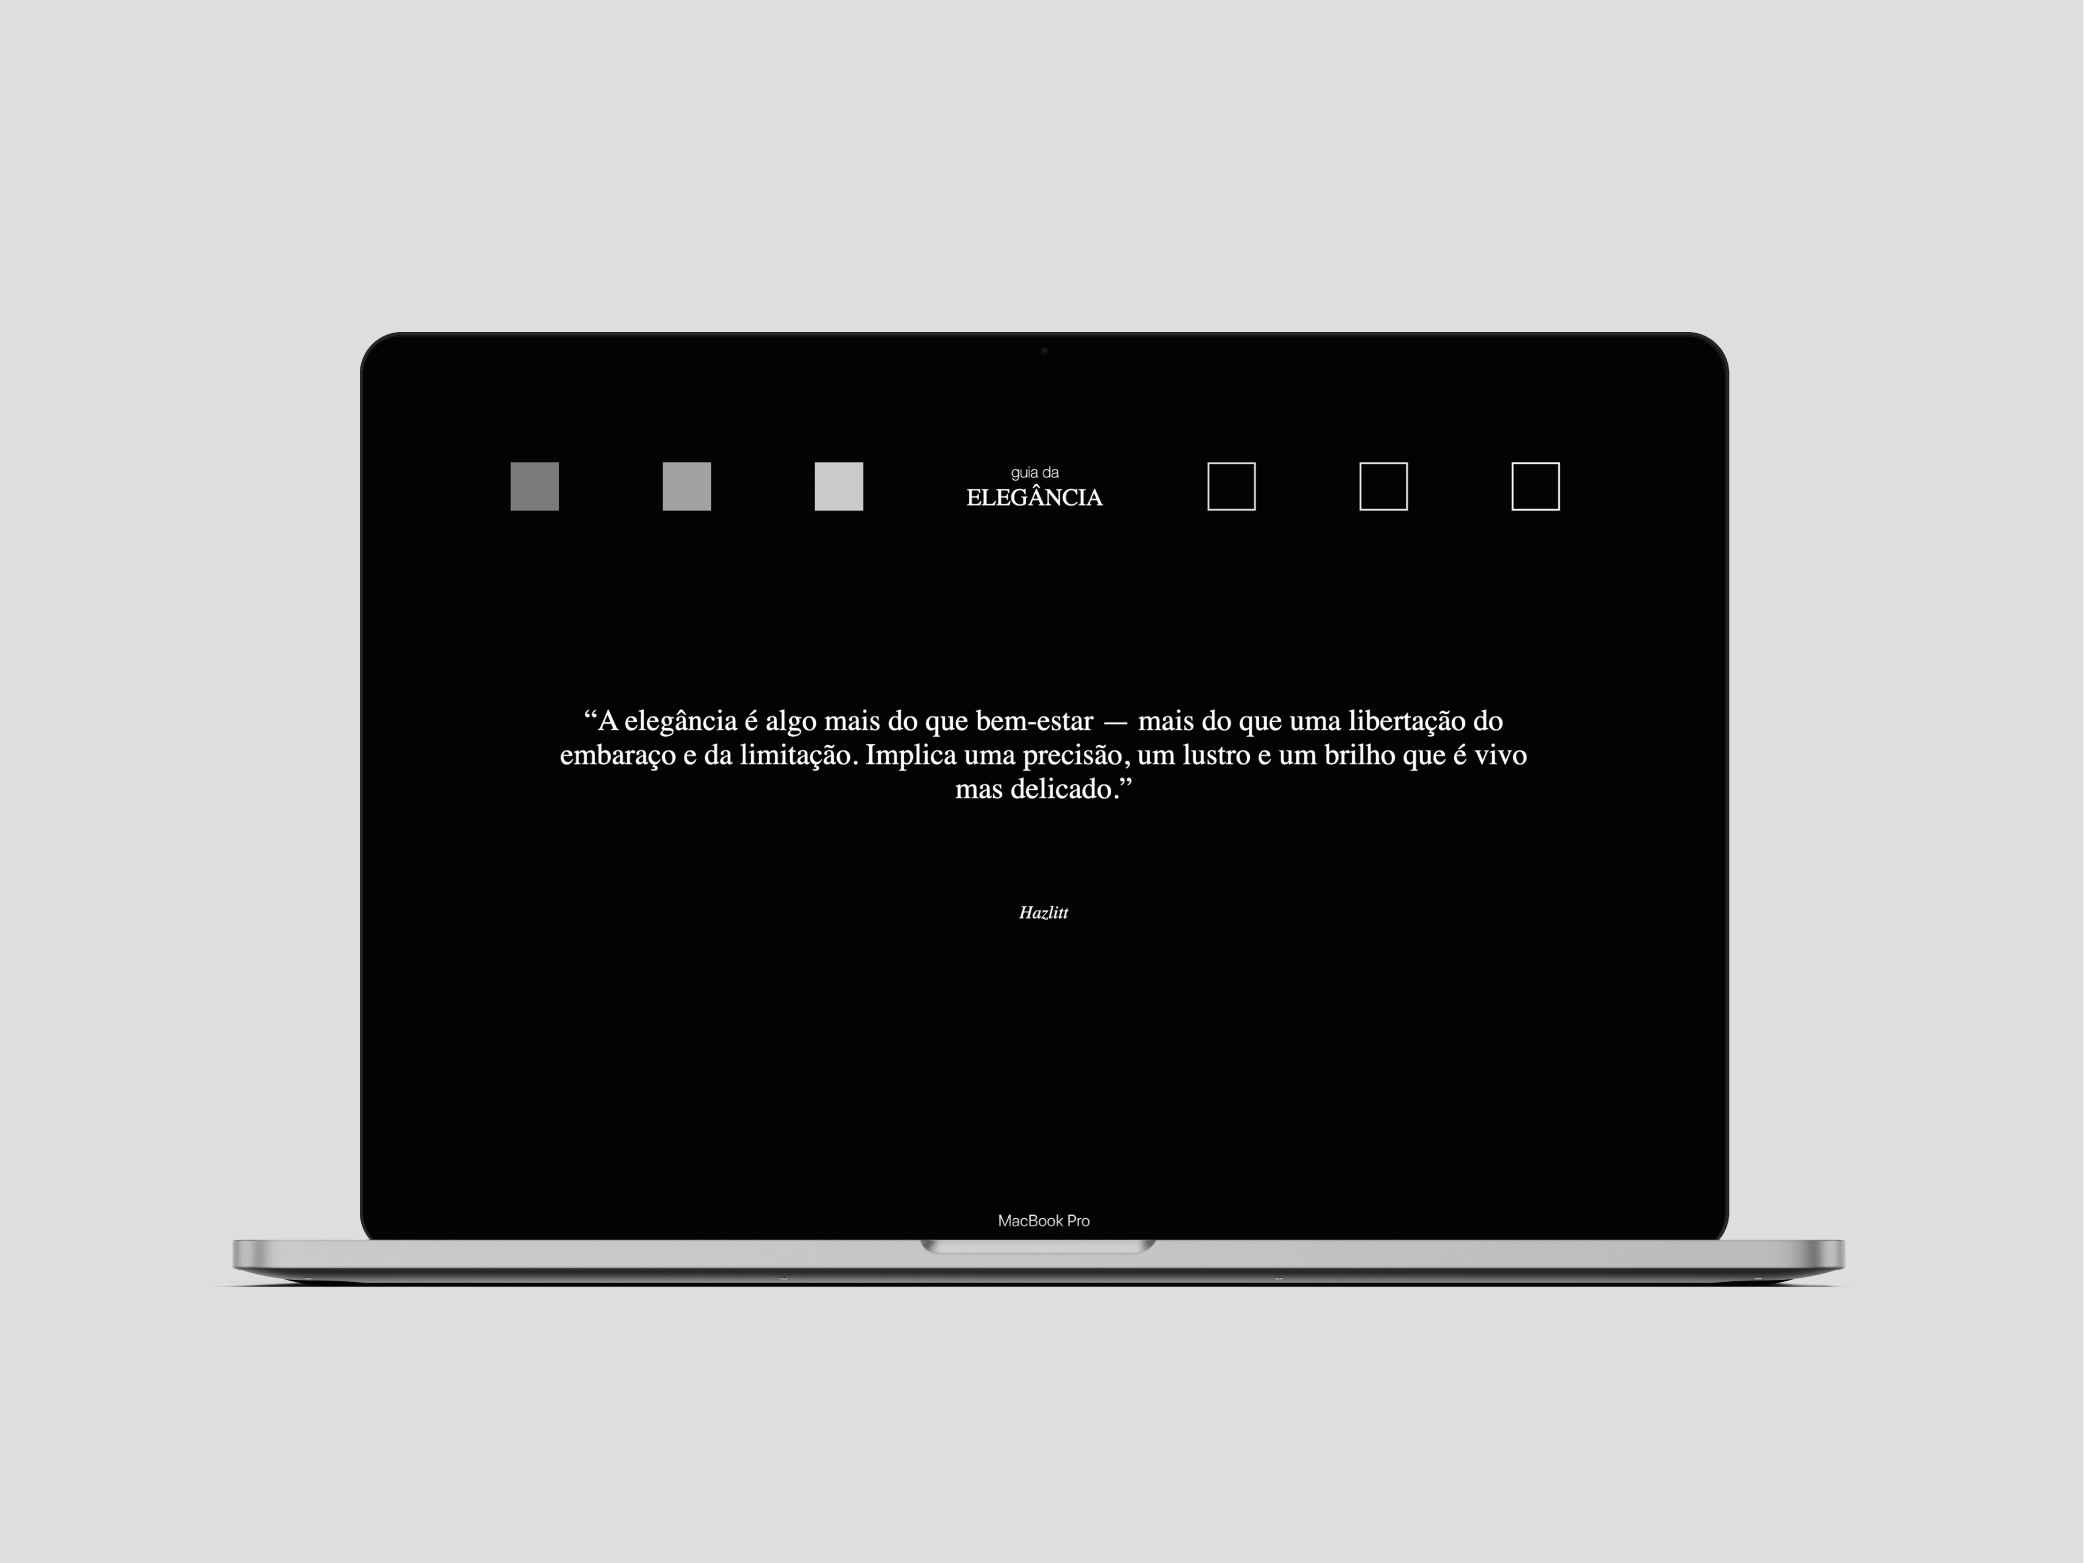 guia da
ELEGÂNCIA
“A elegância é algo mais do que bem-estar — mais do que uma libertação do
embaraço e da limitação. Implica uma precisão, um lustro e um brilho que é vivo
mas delicado.”
Hazlitt
MacBook Pro